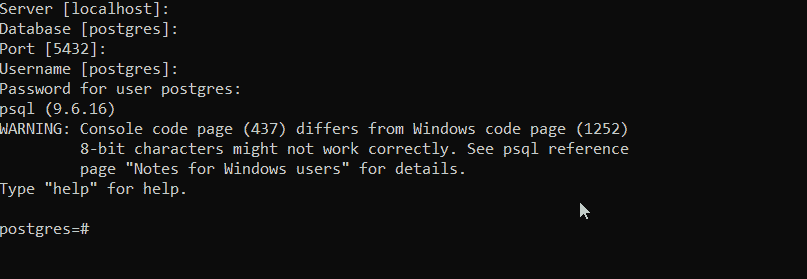 Server [localhost]:
Database [postgres]:
Port [5432]:
Username [postgres]:
Password for user postgres:
psql (9.6.16)
WARNING: Console code page (437) differs from Windows code page (1252)
         8-bit characters might not work correctly. See psql reference
         page "Notes for Windows users" for details.
Type "help" for help.

postgres=#